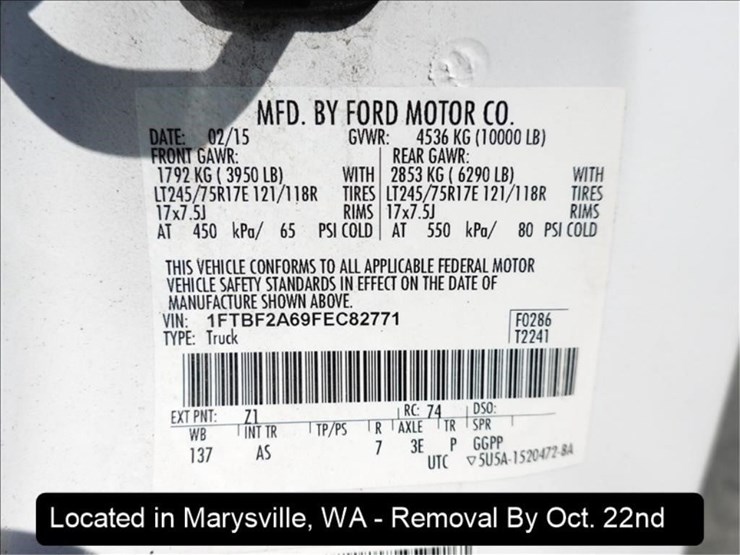 MFD. BY FORD MOTOR CO.
DATE: 02/15 GVWR: 4536 KG (10000 LB)
FRONT GAWR: REAR GAWR:
1792 KG ( 3950 LB) WITH 2853 KG ( 6290 LB) WITH
LT245/75R17E 121/118R TIRES LT245/75R17E 121/118R TIRES
17x7.5J RIMS 17x7.5J RIMS
AT 450 kPa/ 65 PSI COLD AT 550 kPa/ 80 PSI COLD
THIS VEHICLE CONFORMS TO ALL APPLICABLE FEDERAL MOTOR
VEHICLE SAFETY STANDARDS IN EFFECT ON THE DATE OF
MANUFACTURE SHOWN ABOVE.
VIN: 1FTBF2A69FEC82771 F0286
TYPE: Truck T2241
EXT PNT: Z1 RC: 74 DSO:
WB INT TR TP/PS R AXLE TR SPR
137 AS 7 3E P GGPP
UTC ▽5U5A-1520472-BA
Located in Marysville, WA - Removal By Oct. 22nd